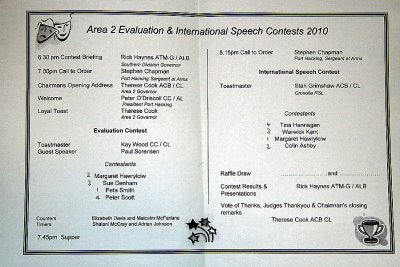 Area 2 Evaluation & International Speech Contests 2010
6.30 pm Contest Briefing Rick Haynes ATM-G / ALB
Southern Division Governor
7.00pm Call to Order Stephen Chapman
Port Hacking, Sergeant at Arms
Chairmans Opening Address Therese Cook ACB / CL
Area 2 Governor
Welcome Peter O'Driscoll CC / AL
President Port Hacking
Loyal Toast Therese Cook
Area 2 Governor
Evaluation Contest
Toastmaster Kay Wood CC / CL
Guest Speaker Paul Sorensen
Contestants
2 Margaret Hawrylciw
3 Sue Denham
1 Peta Smith
4 Peter Scott
Counters Elizabeth Davis and Malcolm McFarlane
Timers Shalani McCray and Adrian Johnson
7.45pm Supper
8.15pm Call to Order Stephen Chapman
Port Hacking, Sergeant at Arms
International Speech Contest
Toastmaster Stan Grimshaw ACB / CL
Cronulla RSL
Contestants
4 Tina Hannagan
3 Warwick Kent
1 Margaret Hawrylciw
2 Colin Ashby
Raffle Draw .................and.................
Contest Results & Rick Haynes ATM-G / ALB
Presentations
Vote of Thanks, Judges Thankyou & Chairman's closing
remarks
Therese Cook ACB CL